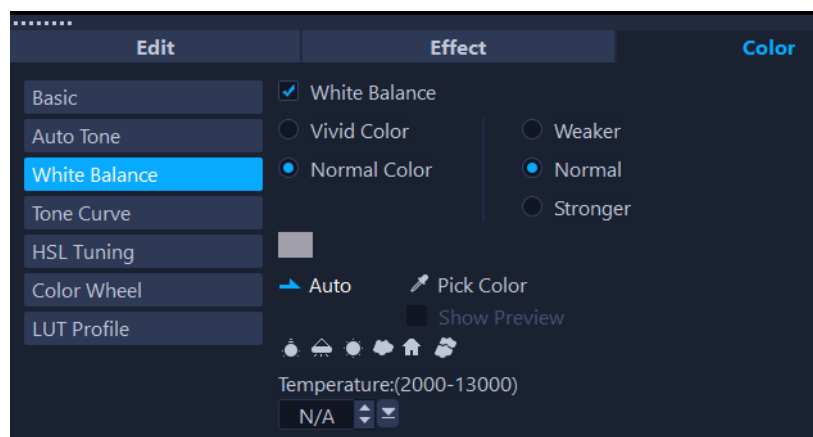 Edit Effect Color
Basic
Auto Tone
White Balance
Tone Curve
HSL Tuning
Color Wheel
LUT Profile
White Balance
Vivid Color
Normal Color
Weaker
Normal
Stronger
Auto
Pick Color
Show Preview
Temperature:(2000-13000)
N/A